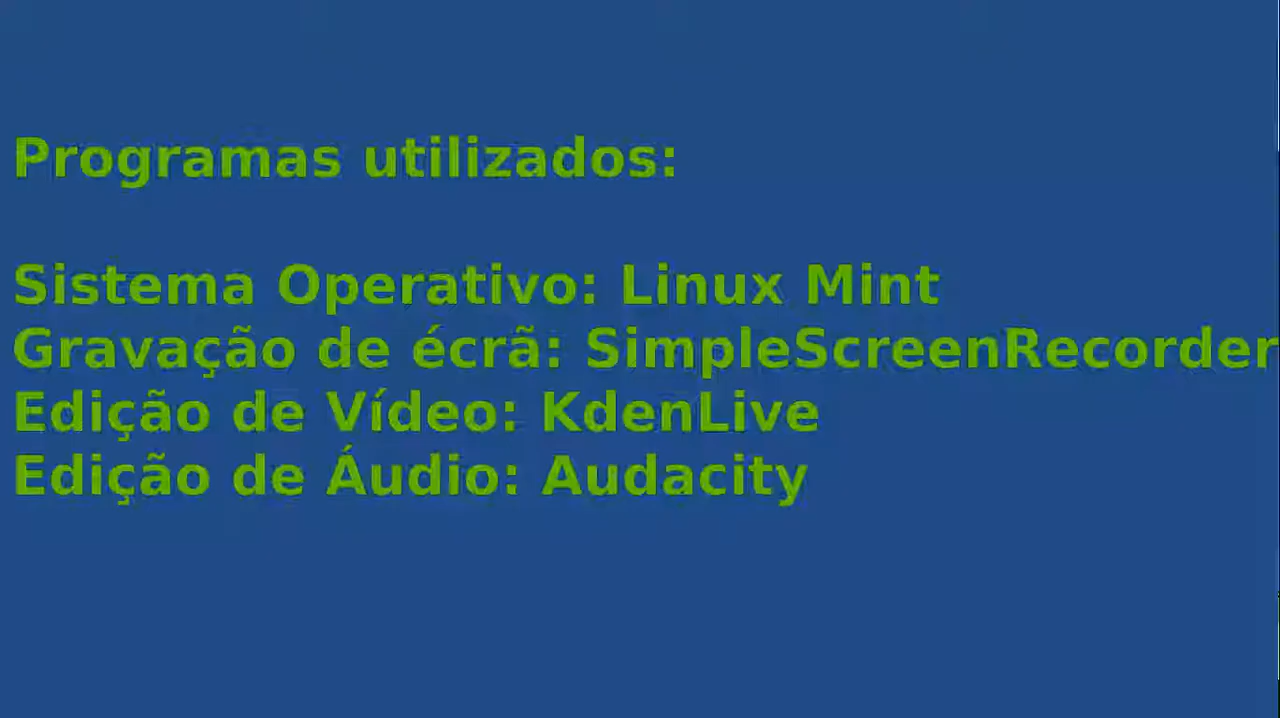 Programas utilizados:
Sistema Operativo: Linux Mint
Gravação de écrã: SimpleScreenRecorder
Edição de Vídeo: KdenLive
Edição de Áudio: Audacity